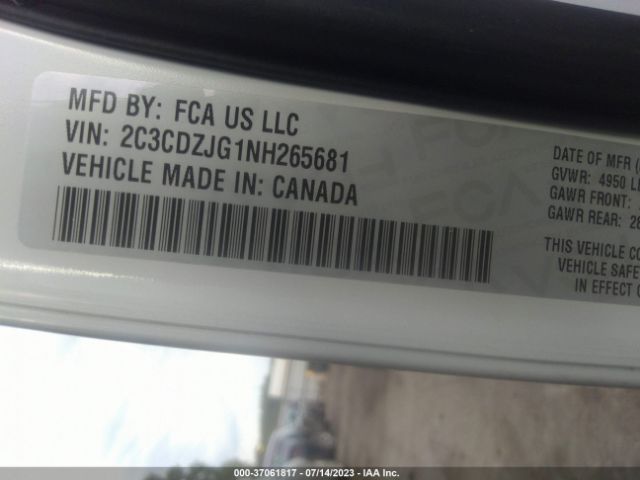 MFD BY: FCA US LLC
VIN: 2C3CDZJG1NH265681
VEHICLE MADE IN: CANADA
DATE OF MFR
GVWR: 4950
GAWR FRONT:
GAWR REAR: 28
THIS VEHICLE
VEHICLE
IN EFFECT
000-37061817 - 07/14/2023 - IAA Inc.